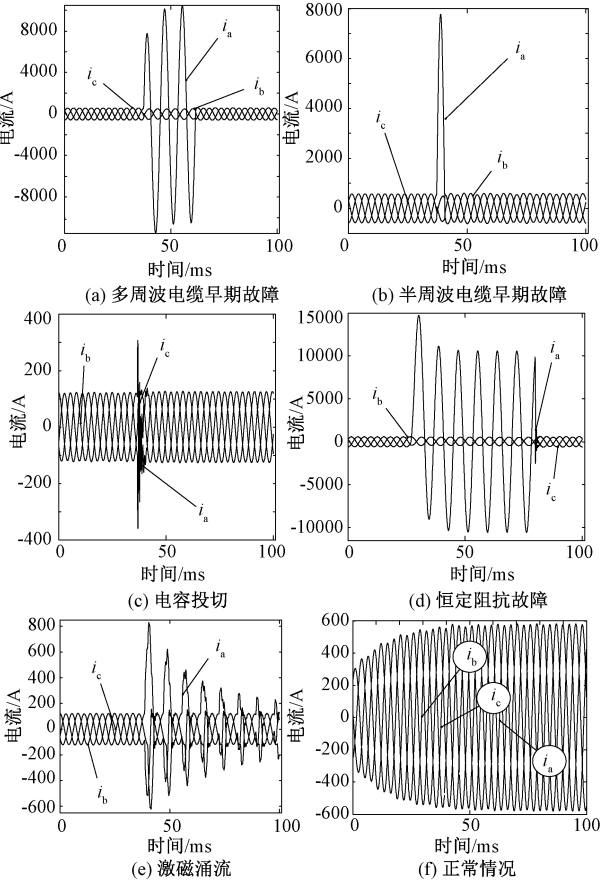 电流/A
10000
8000
4000
0
-4000
-8000
i_a
i_c
i_b
0 50 100
时间/ms
(a) 多周波电缆早期故障
电流/A
8000
6000
4000
2000
0
i_a
i_c
i_b
0 50 100
时间/ms
(b) 半周波电缆早期故障
电流/A
400
200
0
-200
-400
i_b
i_c
i_a
0 50 100
时间/ms
(c) 电容投切
电流/A
15000
10000
5000
0
-5000
-10000
i_a
i_b
i_c
0 50 100
时间/ms
(d) 恒定阻抗故障
电流/A
800
600
400
200
0
-200
-400
-600
i_a
i_c
i_b
0 50 100
时间/ms
(e) 激磁涌流
电流/A
600
400
200
0
-200
-400
-600
i_b
i_c
i_a
0 50 100
时间/ms
(f) 正常情况